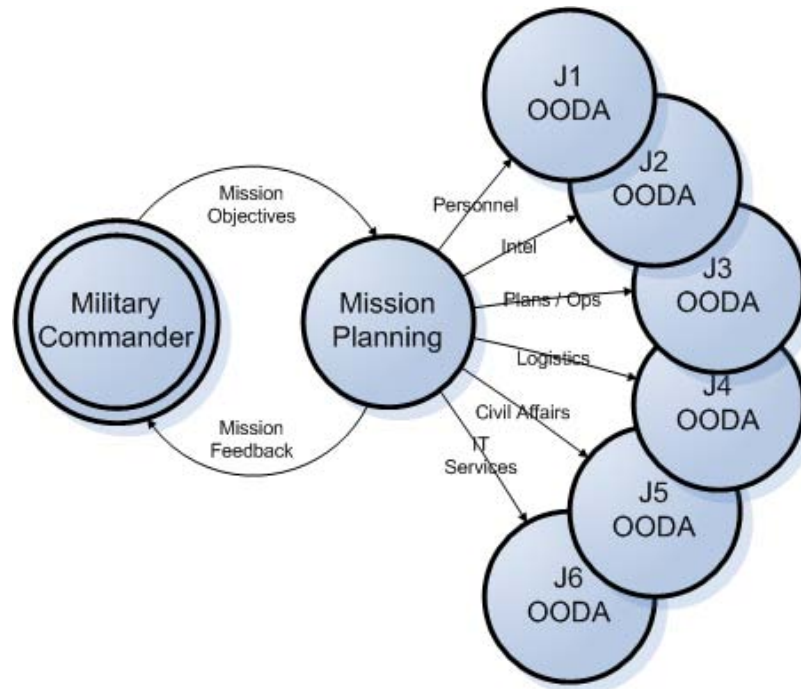 Military
Commander
Mission
Objectives
Mission
Feedback
Mission
Planning
Personnel
Intel
Plans / Ops
Logistics
Civil Affairs
IT
Services
J1
OODA
J2
OODA
J3
OODA
J4
OODA
J5
OODA
J6
OODA